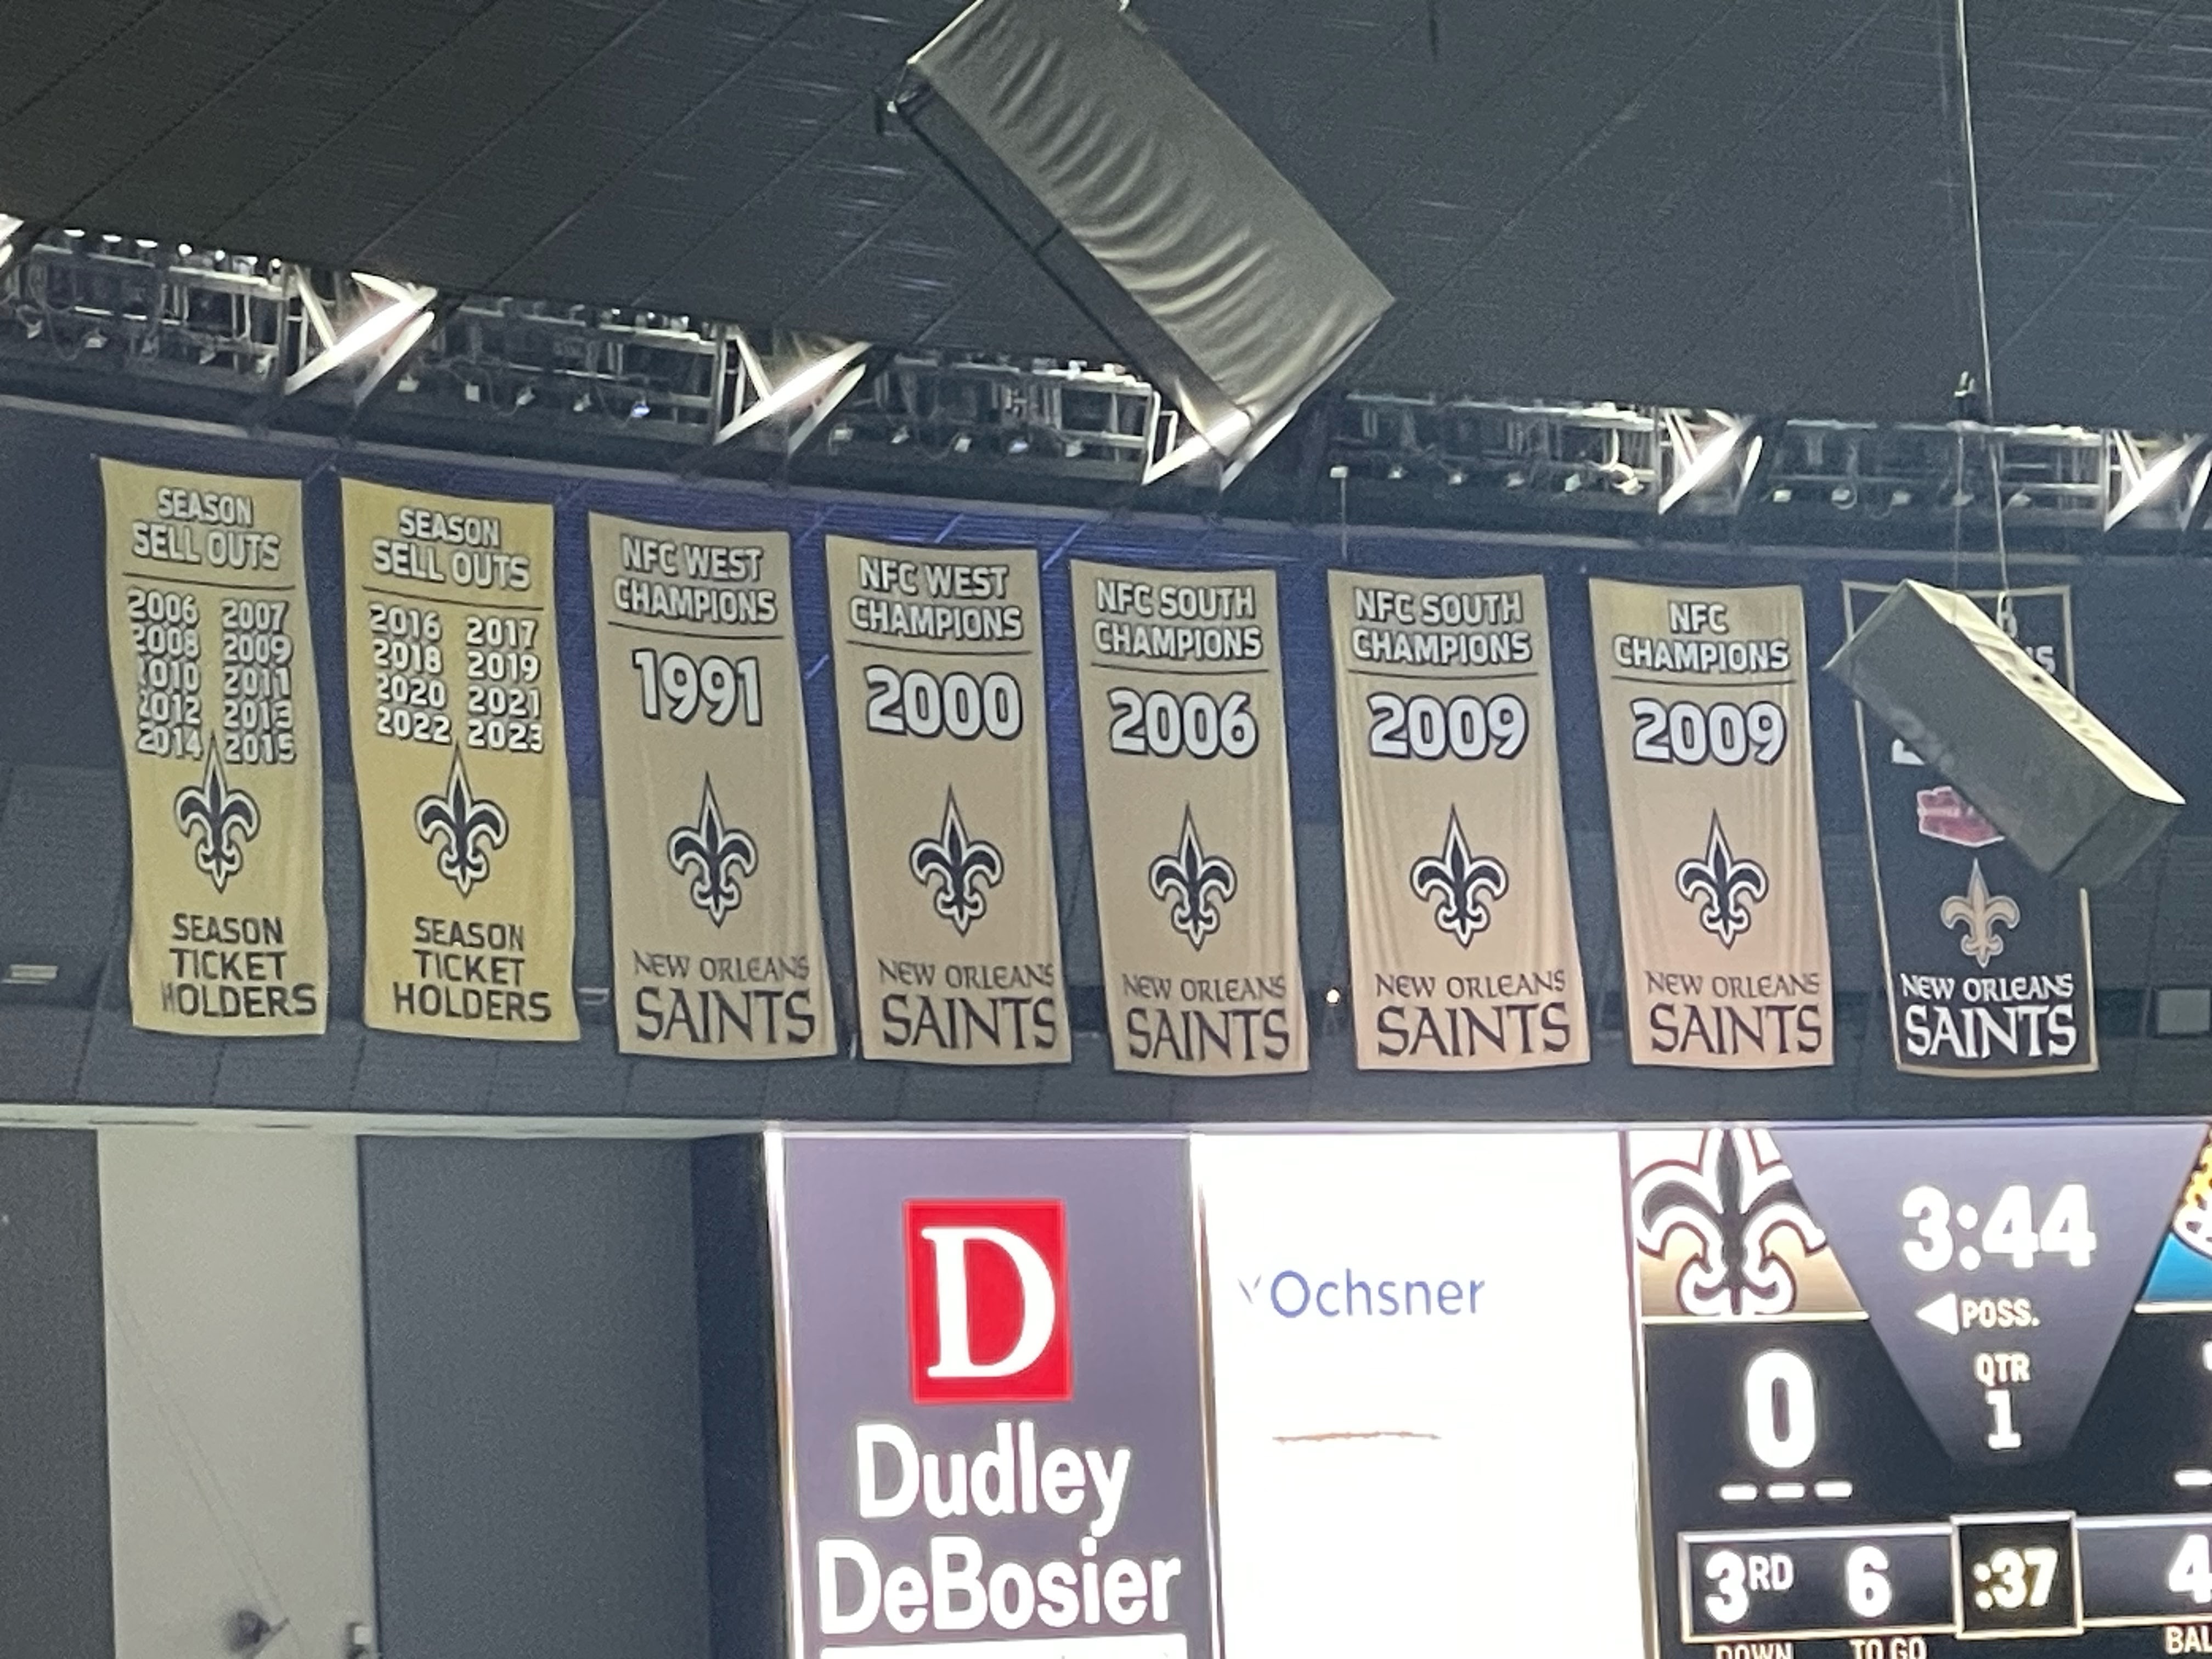 SEASON
SELL OUTS
2006 2007
2008 2009
2010 2011
2012 2013
2014 2015
SEASON
TICKET
HOLDERS
SEASON
SELL OUTS
2016 2017
2018 2019
2020 2021
2022 2023
SEASON
TICKET
HOLDERS
NFC WEST
CHAMPIONS
1991
NEW ORLEANS
SAINTS
NFC WEST
CHAMPIONS
2000
NEW ORLEANS
SAINTS
NFC SOUTH
CHAMPIONS
2006
NEW ORLEANS
SAINTS
NFC SOUTH
CHAMPIONS
2009
NEW ORLEANS
SAINTS
NFC
CHAMPIONS
2009
NEW ORLEANS
SAINTS
NEW ORLEANS
SAINTS
D
Dudley
DeBosier
Ochsner
3:44
POSS.
QTR
1
0
3RD 6 :37 4
DOWN TO GO